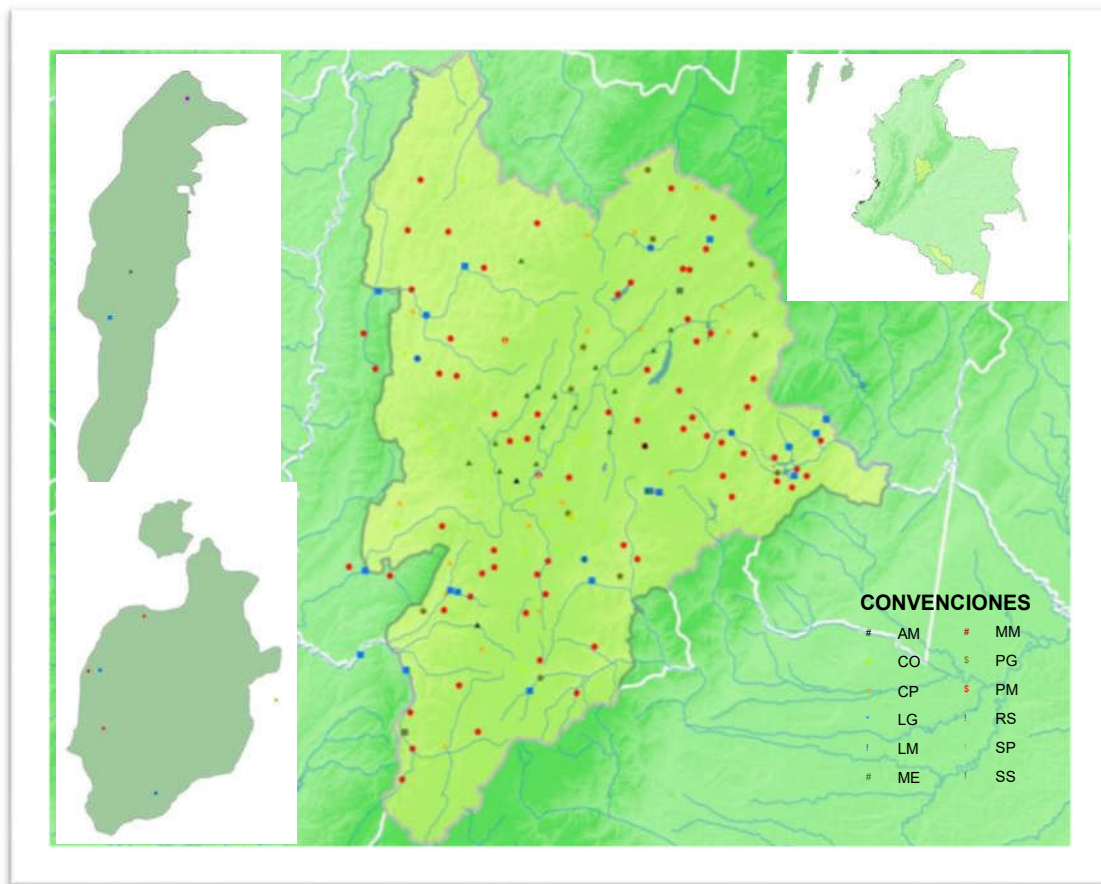 CONVENCIONES
# AM # MM
CO $ PG
CP $ PM
LG ! RS
! LM SP
# ME ! SS